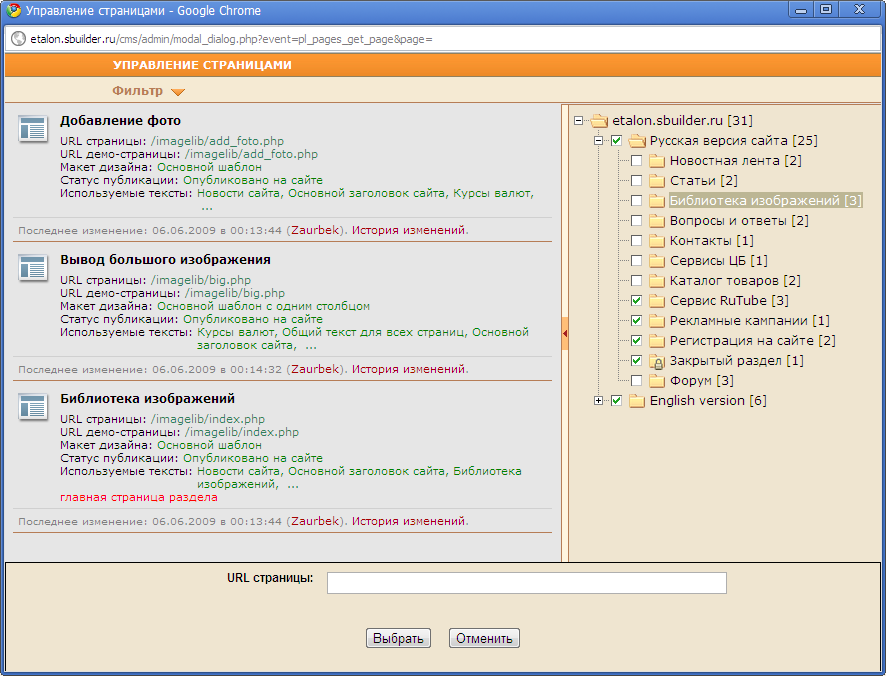 Управление страницами - Google Chrome
etalon.sbuilder.ru/cms/admin/modal_dialog.php?event=pl_pages_get_page&page=
УПРАВЛЕНИЕ СТРАНИЦАМИ
Фильтр
Добавление фото
URL страницы: /imagelib/add_foto.php
URL демо-страницы: /imagelib/add_foto.php
Макет дизайна: Основной шаблон
Статус публикации: Опубликовано на сайте
Используемые тексты: Новости сайта, Основной заголовок сайта, Курсы валют,
...
Последнее изменение: 06.06.2009 в 00:13:44 (Zaurbek). История изменений.
Вывод большого изображения
URL страницы: /imagelib/big.php
URL демо-страницы: /imagelib/big.php
Макет дизайна: Основной шаблон с одним столбцом
Статус публикации: Опубликовано на сайте
Используемые тексты: Курсы валют, Общий текст для всех страниц, Основной
заголовок сайта, ...
Последнее изменение: 06.06.2009 в 00:14:32 (Zaurbek). История изменений.
Библиотека изображений
URL страницы: /imagelib/index.php
URL демо-страницы: /imagelib/index.php
Макет дизайна: Основной шаблон
Статус публикации: Опубликовано на сайте
Используемые тексты: Новости сайта, Основной заголовок сайта, Библиотека
изображений, ...
главная страница раздела
Последнее изменение: 06.06.2009 в 00:13:44 (Zaurbek). История изменений.
etalon.sbuilder.ru [31]
Русская версия сайта [25]
Новостная лента [2]
Статьи [2]
Библиотека изображений [3]
Вопросы и ответы [2]
Контакты [1]
Сервисы ЦБ [1]
Каталог товаров [2]
Сервис RuTube [3]
Рекламные кампании [1]
Регистрация на сайте [2]
Закрытый раздел [1]
Форум [3]
English version [6]
URL страницы:
Выбрать
Отменить